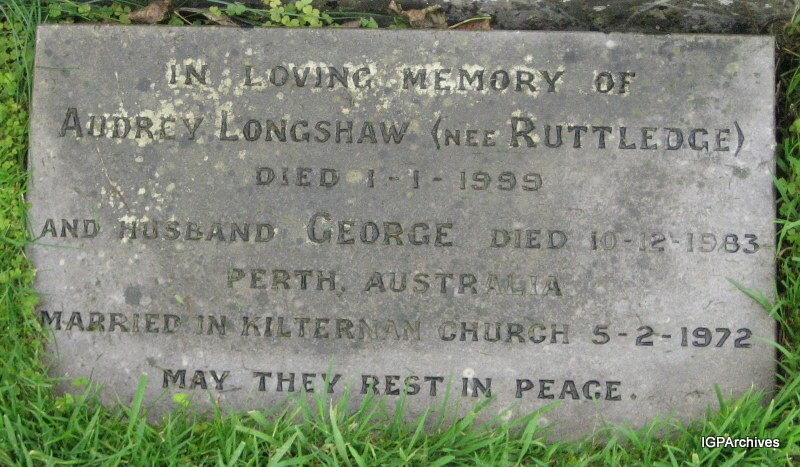 IN LOVING MEMORY OF
AUDREY LONGSHAW (NEE RUTTLEDGE)
DIED 1-1-1999
AND HUSBAND GEORGE DIED 10-12-1983
PERTH, AUSTRALIA
MARRIED IN KILTERNAN CHURCH 5-2-1972
MAY THEY REST IN PEACE.
IGPArchives